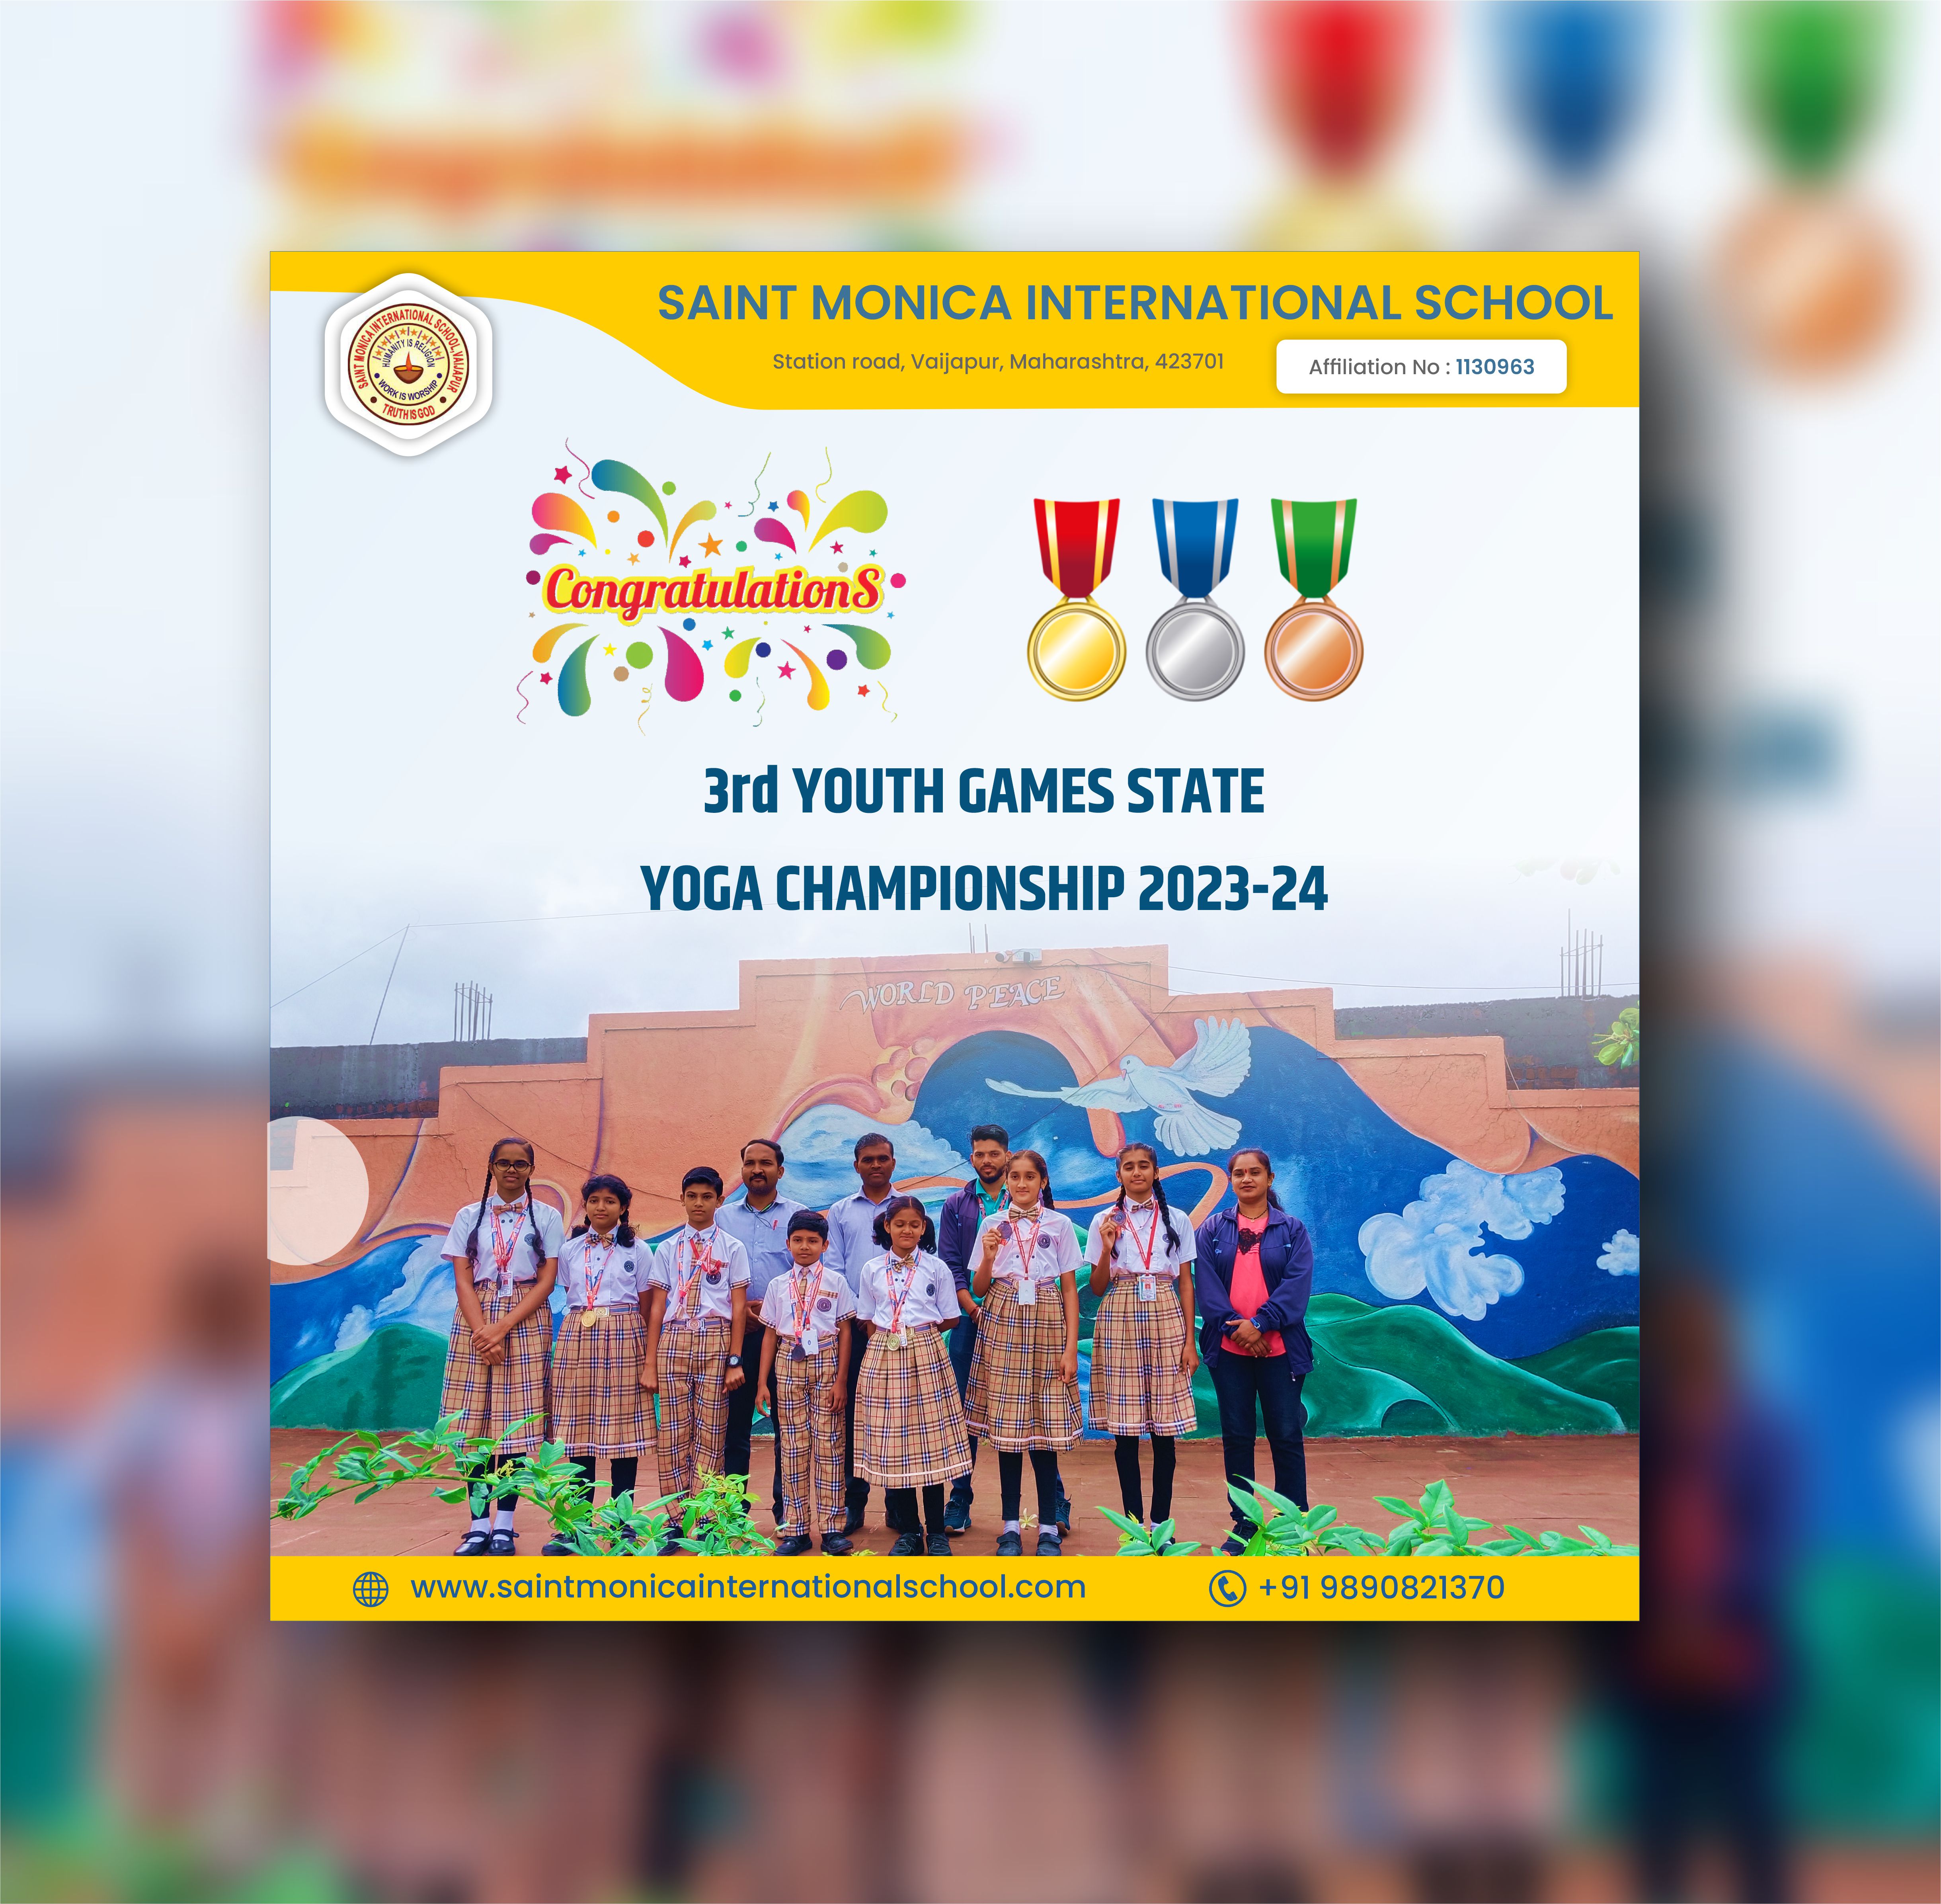 SAINT MONICA INTERNATIONAL SCHOOL
Station road, Vaijapur, Maharashtra, 423701
Affiliation No : 1130963
SAINT MONICA INTERNATIONAL SCHOOL, VAIJAPUR
HUMANITY IS RELIGION
WORK IS WORSHIP
TRUTH IS GOD
CongratulationS
3rd YOUTH GAMES STATE
YOGA CHAMPIONSHIP 2023-24
WORLD PEACE
www.saintmonicainternationalschool.com
+91 9890821370